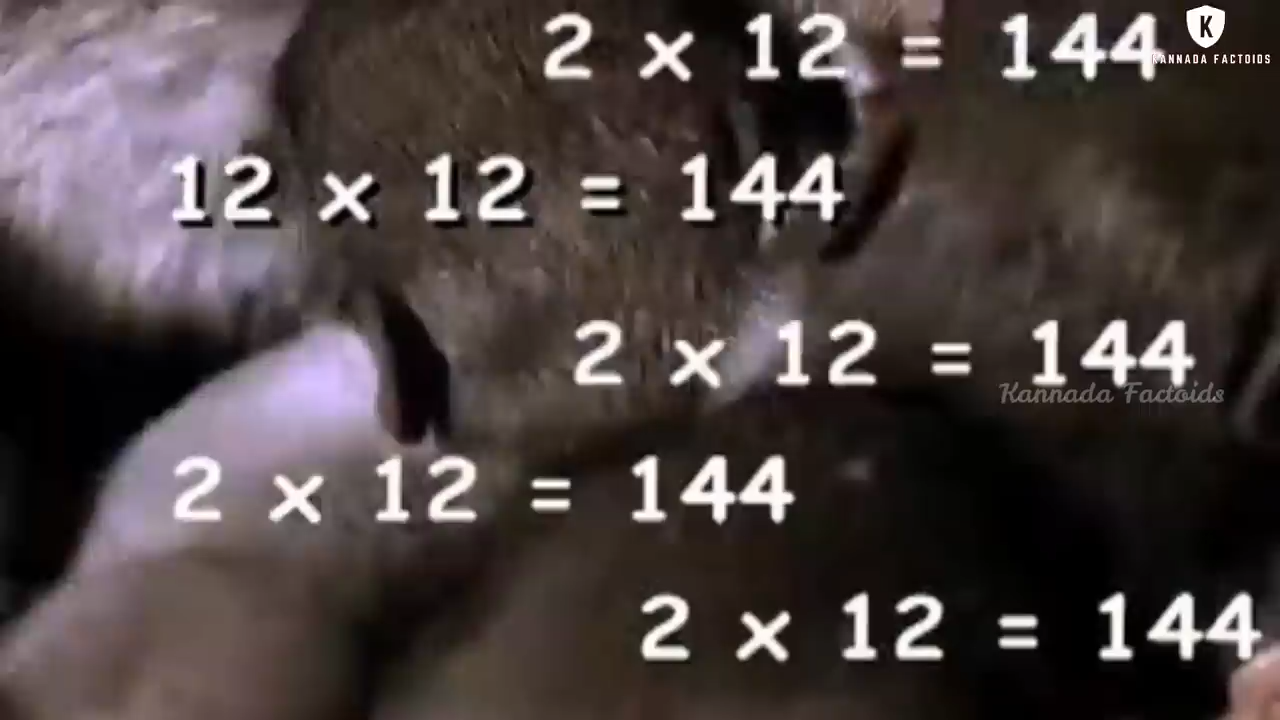 2 x 12 = 144
K
KANNADA FACTOIDS
12 x 12 = 144
2 x 12 = 144
Kannada Factoids
2 x 12 = 144
2 x 12 = 144